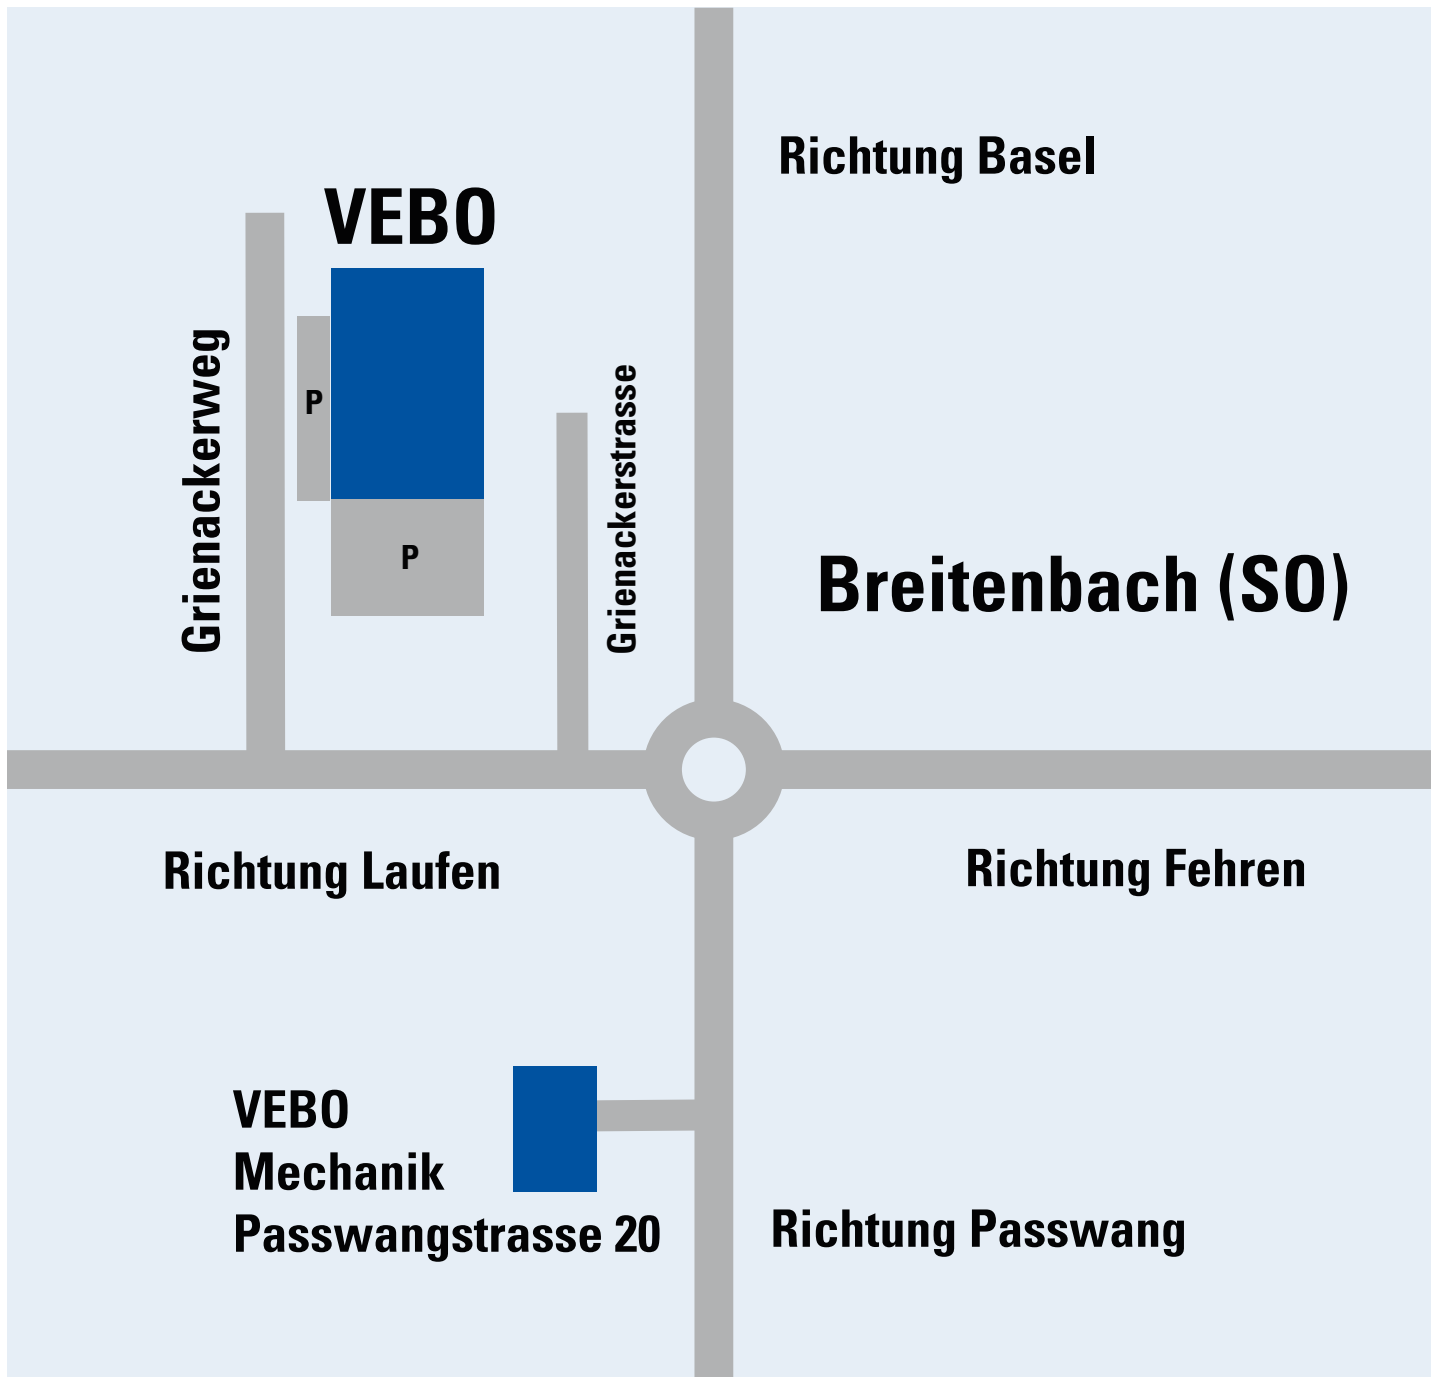 Richtung Basel
VEBO
Grienackerweg
P
Grienackerstrasse
P
Breitenbach (SO)
Richtung Laufen
Richtung Fehren
VEBO
Mechanik
Passwangstrasse 20
Richtung Passwang